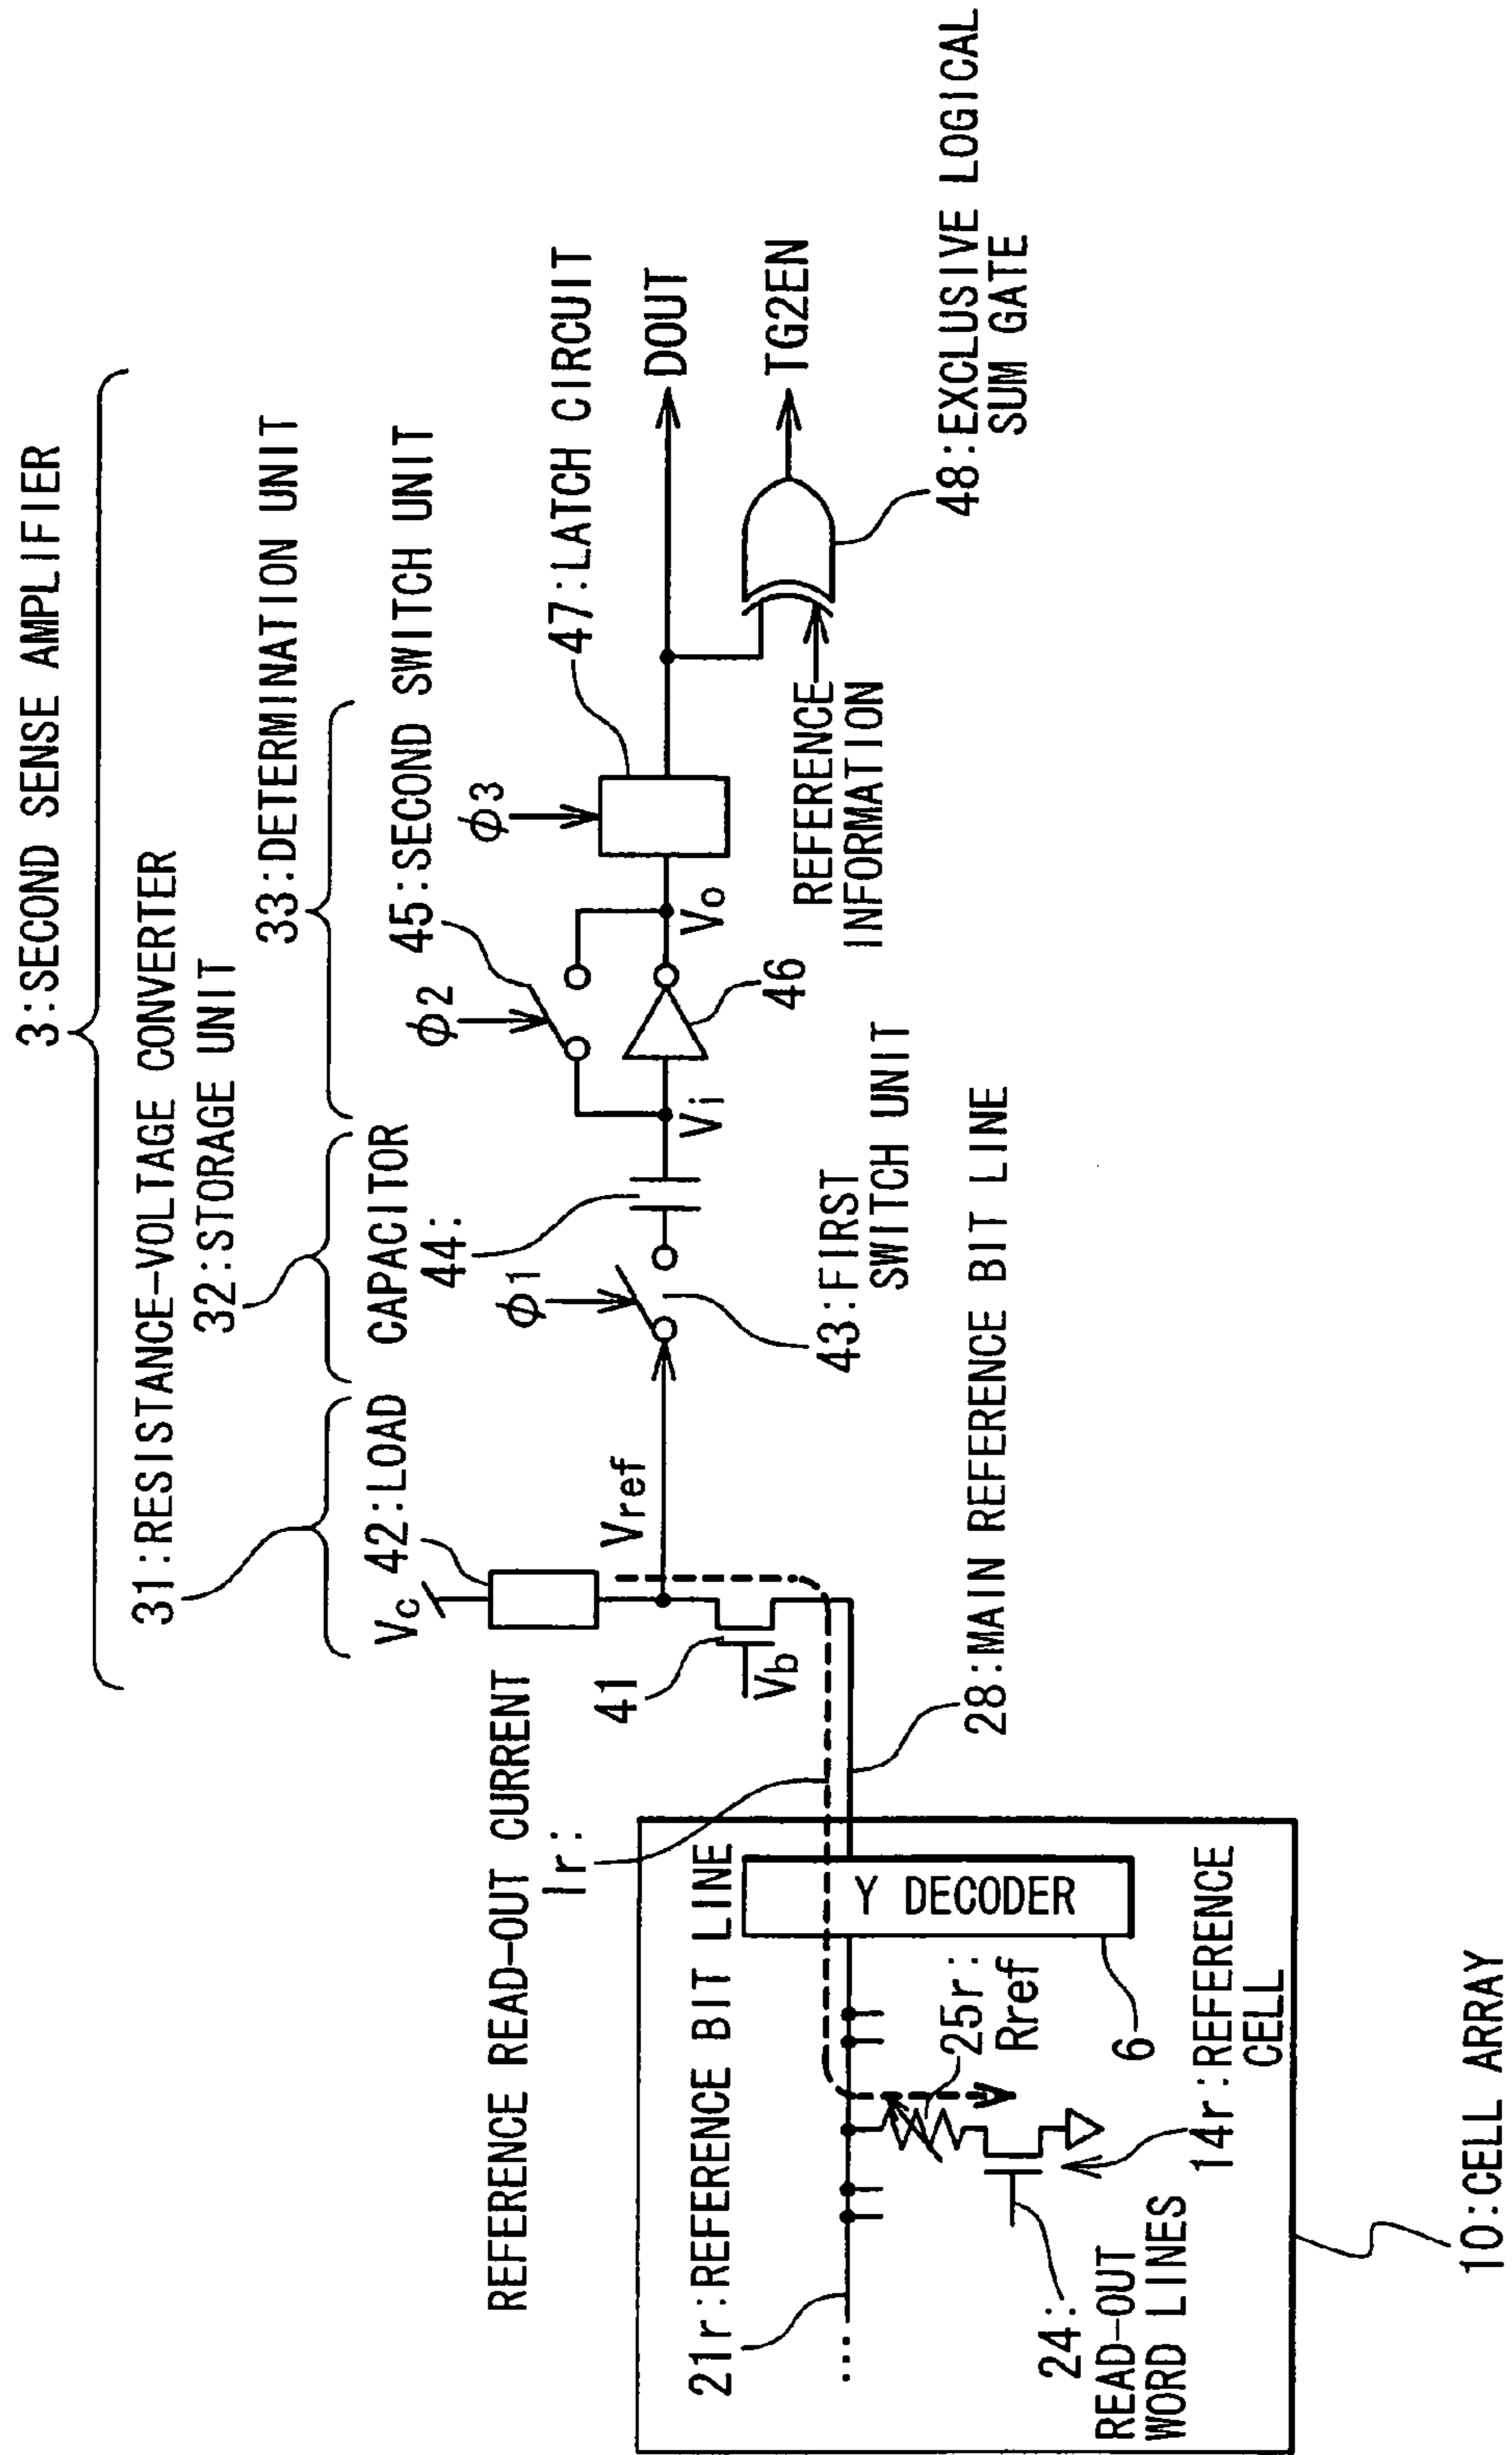 3:SECOND SENSE AMPLIFIER
31:RESISTANCE-VOLTAGE CONVERTER
32:STORAGE UNIT
33:DETERMINATION UNIT
42:LOAD
CAPACITOR
44:
45:SECOND SWITCH UNIT
47:LATCH CIRCUIT
Vc
ϕ1
ϕ2
ϕ3
REFERENCE READ-OUT CURRENT
Ir:
41
Vb
Vref
Vi
Vo
46
DOUT
TG2EN
REFERENCE
INFORMATION
43:FIRST
SWITCH UNIT
48:EXCLUSIVE LOGICAL
SUM GATE
21r:REFERENCE BIT LINE
28:MAIN REFERENCE BIT LINE
Y DECODER
...
25r:
Rref
6
24:
READ-OUT
WORD LINES
14r:REFERENCE
CELL
10:CELL ARRAY